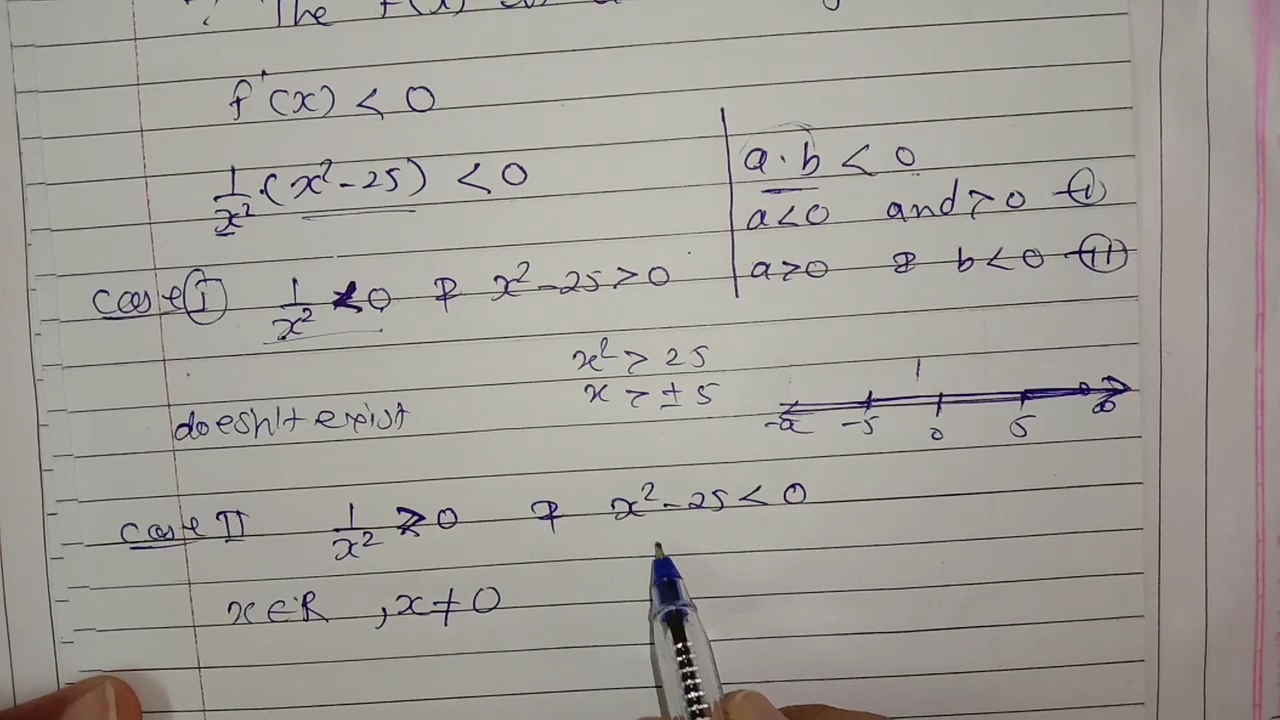 The f(x)
f'(x) < 0
1/x² · (x² - 25) < 0
a · b < 0
a < 0 and > 0 - (i)
a > 0 & b < 0 - (ii)
case (I) 1/x² < 0 & x² - 25 > 0
x² > 25
x > ± 5
doesn't exist
-5 0 5 ∞
case II 1/x² > 0 & x² - 25 < 0
x ∈ R , x ≠ 0